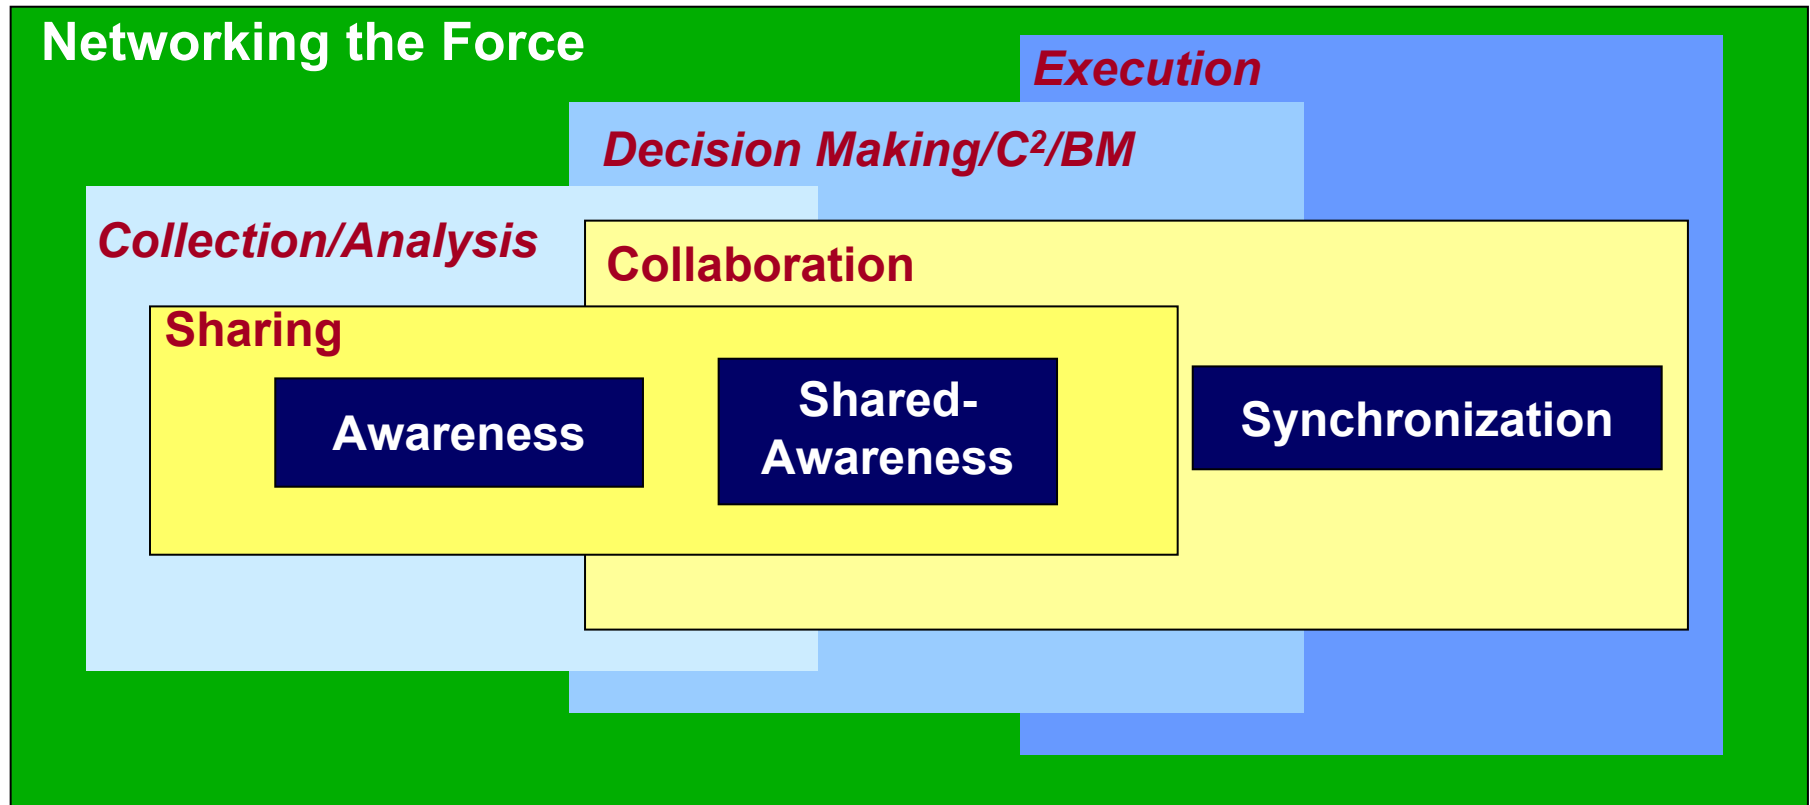 Networking the Force
Execution
Decision Making/C²/BM
Collection/Analysis
Collaboration
Sharing
Awareness
Shared-
Awareness
Synchronization